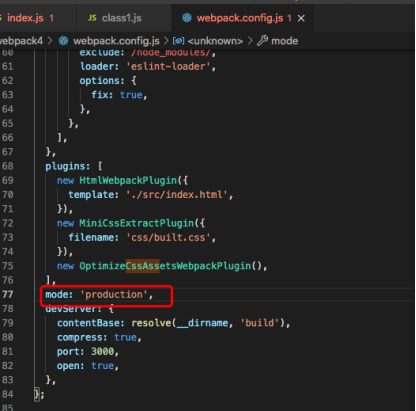 index.js 1 JS class1.js webpack.config.js 1 ×
webpack4 > webpack.config.js > <unknown> > mode
60 exclude: /node_modules/,
61 loader: 'eslint-loader',
62 options: {
63 fix: true,
64 },
65 },
66 ],
67 },
68 plugins: [
69 new HtmlWebpackPlugin({
70 template: './src/index.html',
71 }),
72 new MiniCssExtractPlugin({
73 filename: 'css/built.css',
74 }),
75 new OptimizeCssAssetsWebpackPlugin(),
76 ],
77 mode: 'production',
78 devServer: {
79 contentBase: resolve(__dirname, 'build'),
80 compress: true,
81 port: 3000,
82 open: true,
83 },
84 };
85